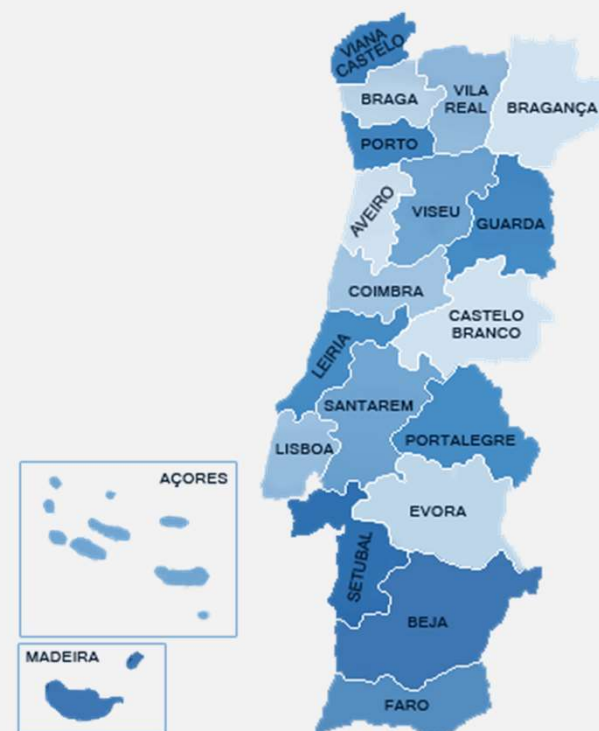 VIANA
CASTELO
BRAGA
VILA
REAL
BRAGANÇA
PORTO
AVEIRO
VISEU
GUARDA
COIMBRA
CASTELO
BRANCO
LEIRIA
SANTAREM
LISBOA
PORTALEGRE
AÇORES
EVORA
SETUBAL
BEJA
MADEIRA
FARO